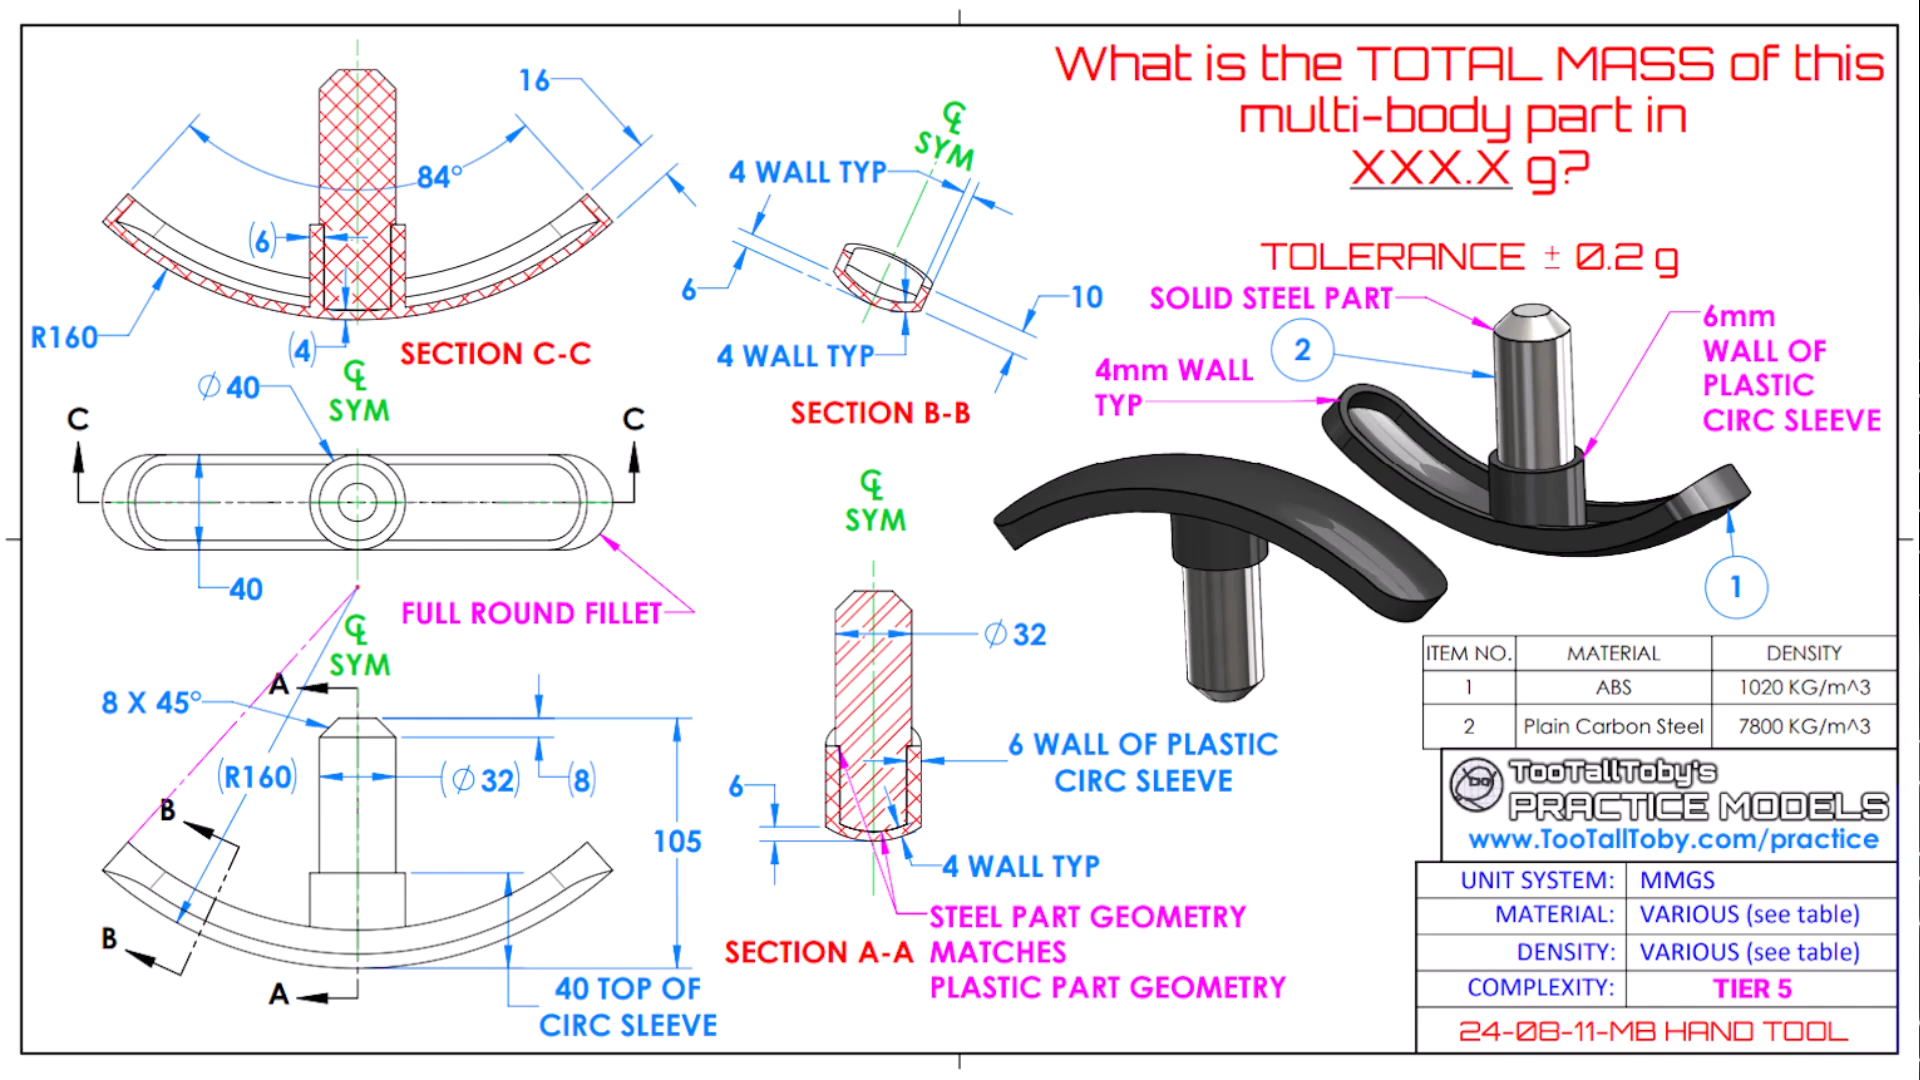 What is the TOTAL MASS of this
multi-body part in
XXX.X g?
TOLERANCE ± 0.2 g
16
84°
(6)
R160
(4)
SECTION C-C
℄
SYM
4 WALL TYP
6
10
4 WALL TYP
SECTION B-B
SOLID STEEL PART
2
4mm WALL
TYP
6mm
WALL OF
PLASTIC
CIRC SLEEVE
1
∅ 40
℄
SYM
C
C
40
FULL ROUND FILLET
℄
SYM
A
8 X 45°
(R160)
(∅ 32)
(8)
105
B
B
A
40 TOP OF
CIRC SLEEVE
℄
SYM
∅ 32
6 WALL OF PLASTIC
CIRC SLEEVE
6
4 WALL TYP
STEEL PART GEOMETRY
MATCHES
PLASTIC PART GEOMETRY
SECTION A-A
ITEM NO. MATERIAL DENSITY
1 ABS 1020 KG/m^3
2 Plain Carbon Steel 7800 KG/m^3
TooTallToby's
PRACTICE MODELS
www.TooTallToby.com/practice
UNIT SYSTEM: MMGS
MATERIAL: VARIOUS (see table)
DENSITY: VARIOUS (see table)
COMPLEXITY: TIER 5
24-08-11-MB HAND TOOL